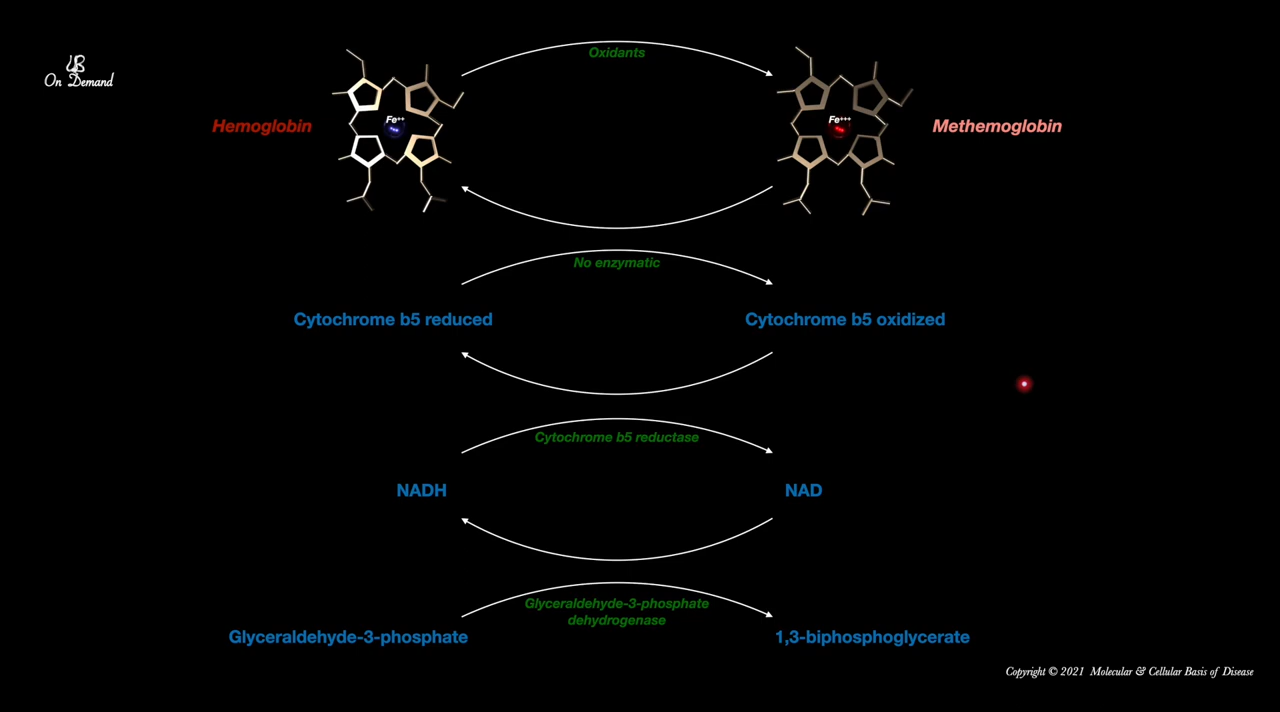 On Demand
Oxidants
Fe++
Fe+++
Hemoglobin
Methemoglobin
No enzymatic
Cytochrome b5 reduced
Cytochrome b5 oxidized
Cytochrome b5 reductase
NADH
NAD
Glyceraldehyde-3-phosphate
dehydrogenase
Glyceraldehyde-3-phosphate
1,3-biphosphoglycerate
Copyright © 2021 Molecular & Cellular Basis of Disease